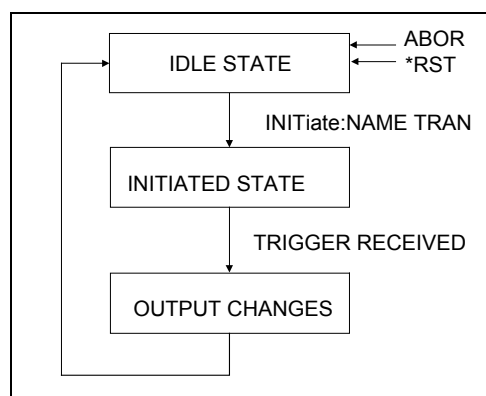 ABOR
IDLE STATE
*RST
INITiate:NAME TRAN
INITIATED STATE
TRIGGER RECEIVED
OUTPUT CHANGES